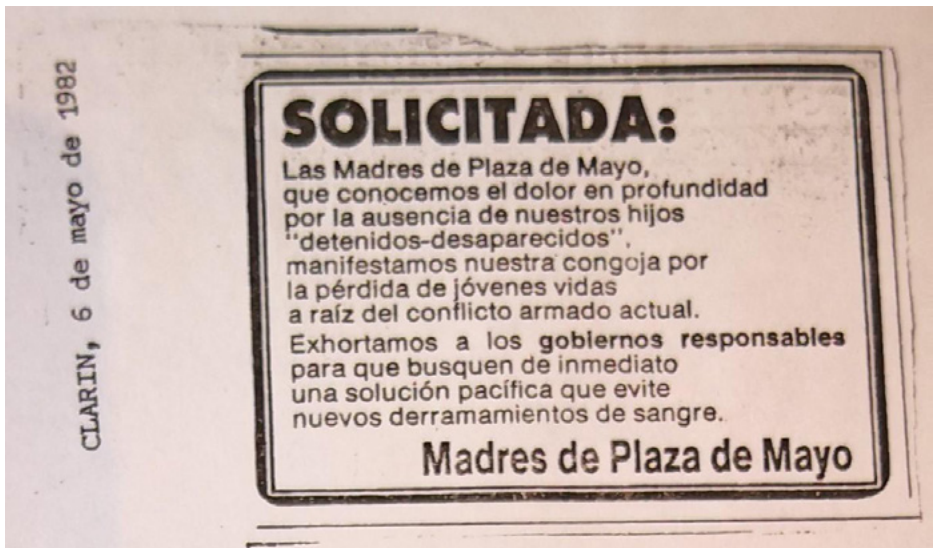 CLARIN, 6 de mayo de 1982
SOLICITADA:
Las Madres de Plaza de Mayo,
que conocemos el dolor en profundidad
por la ausencia de nuestros hijos
"detenidos-desaparecidos",
manifestamos nuestra congoja por
la pérdida de jóvenes vidas
a raíz del conflicto armado actual.
Exhortamos a los gobiernos responsables
para que busquen de inmediato
una solución pacífica que evite
nuevos derramamientos de sangre.
Madres de Plaza de Mayo